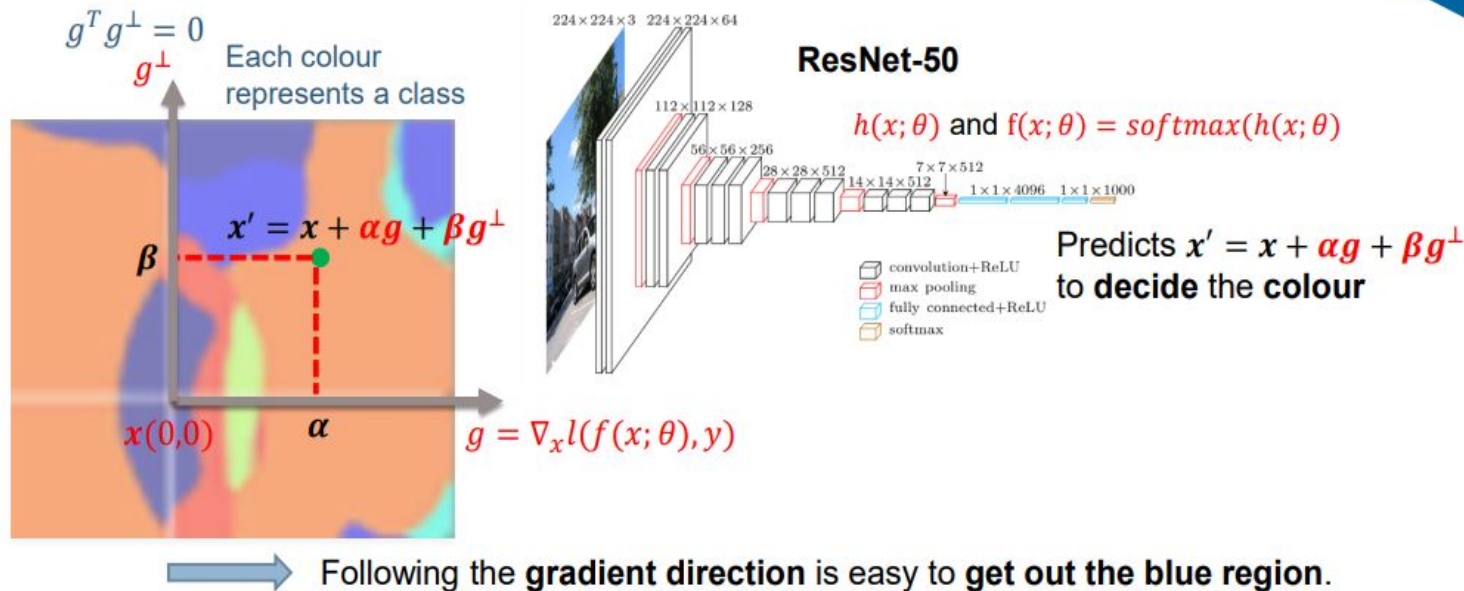 g^T g^⊥ = 0
g^⊥
Each colour
represents a class
x' = x + αg + βg^⊥
β
x(0,0)
α
g = ∇_x l(f(x; θ), y)
224×224×3 224×224×64
112×112×128
56×56×256
28×28×512
14×14×512
7×7×512
1×1×4096
1×1×1000
convolution+ReLU
max pooling
fully connected+ReLU
softmax
ResNet-50
h(x; θ) and f(x; θ) = softmax(h(x; θ)
Predicts x' = x + αg + βg^⊥
to decide the colour
Following the gradient direction is easy to get out the blue region.